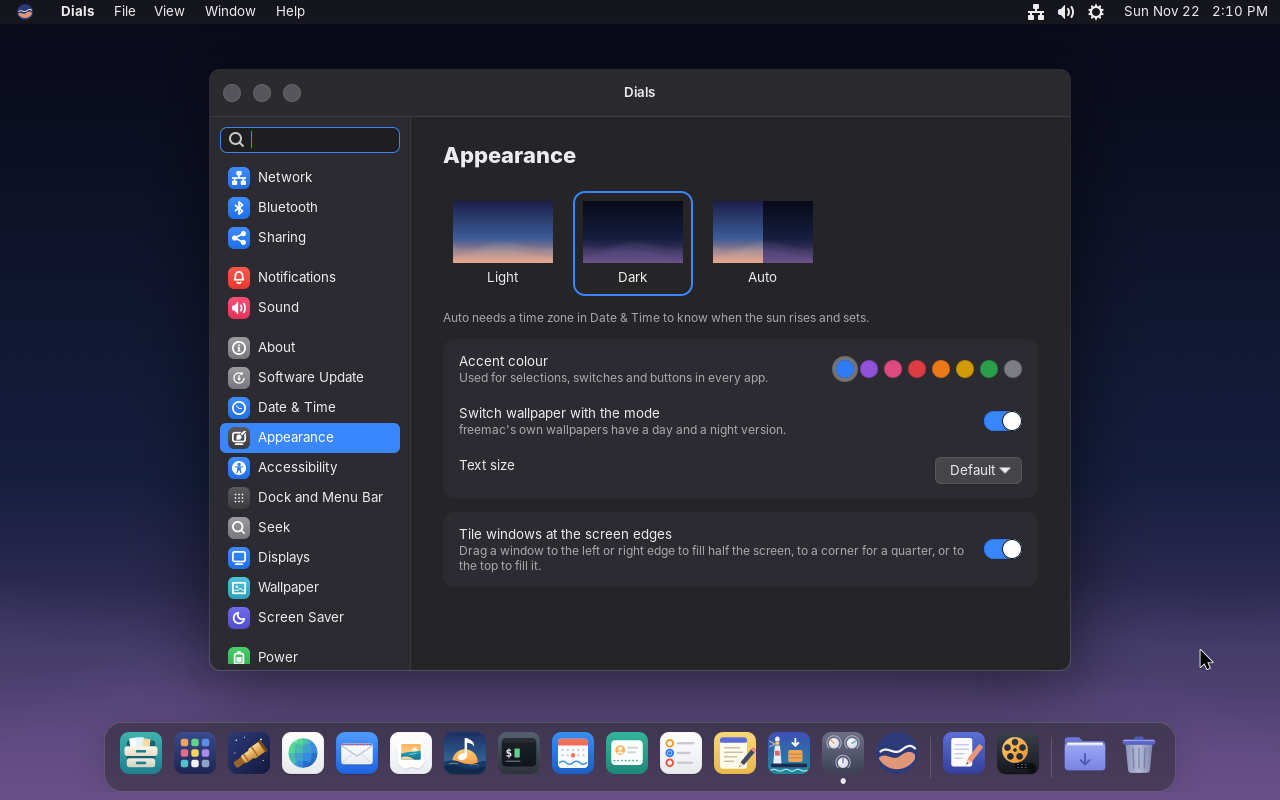 Dials File View Window Help Sun Nov 22 2:10 PM
Dials
Network
Bluetooth
Sharing
Notifications
Sound
About
Software Update
Date & Time
Appearance
Accessibility
Dock and Menu Bar
Seek
Displays
Wallpaper
Screen Saver
Power
Appearance
Light Dark Auto
Auto needs a time zone in Date & Time to know when the sun rises and sets.
Accent colour
Used for selections, switches and buttons in every app.
Switch wallpaper with the mode
freemac's own wallpapers have a day and a night version.
Text size Default
Tile windows at the screen edges
Drag a window to the left or right edge to fill half the screen, to a corner for a quarter, or to
the top to fill it.
$